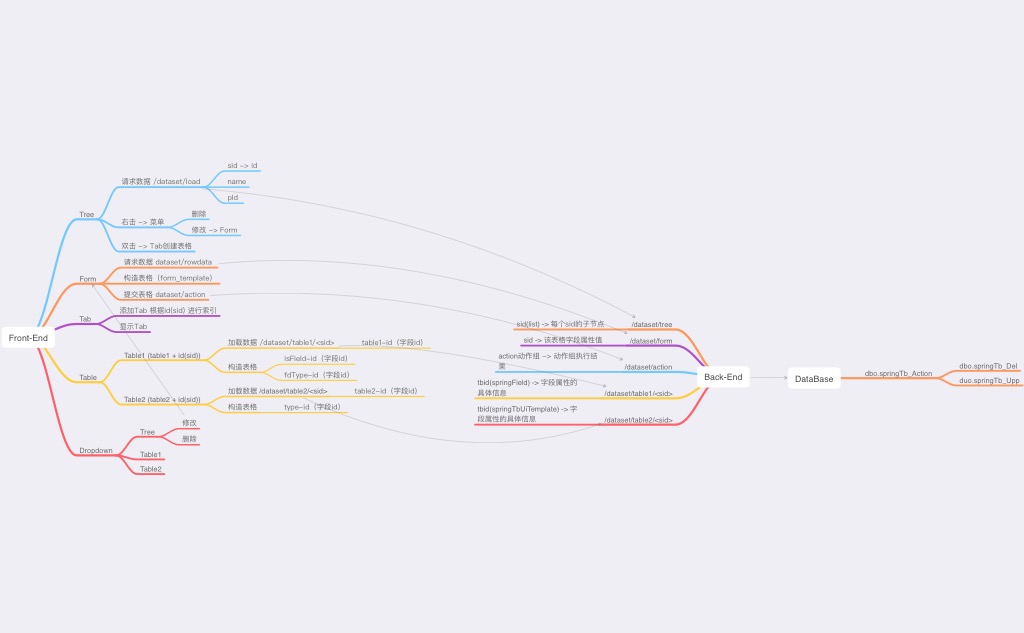 Front-End
Tree
请求数据 /dataset/load
sid -> id
name
pId
右击 -> 菜单
删除
修改 -> Form
双击 -> Tab创建表格
Form
请求数据 dataset/rowdata
构造表格（form_template）
提交表格 dataset/action
Tab
添加Tab 根据id(sid) 进行索引
显示Tab
Table
Table1 (table1 + id(sid))
加载数据 /dataset/table1/<sid>
table1-id（字段id）
构造表格
isField-id（字段id）
fdType-id（字段id）
Table2 (table2 + id(sid))
加载数据 /dataset/table2/<sid>
table2-id（字段id）
构造表格
type-id（字段id）
Dropdown
Tree
修改
删除
Table1
Table2
Back-End
/dataset/tree
sid(list) -> 每个sid的子节点
/dataset/form
sid -> 该表格字段属性值
/dataset/action
action动作组 -> 动作组执行结
果
/dataset/table1/<sid>
tbid(springField) -> 字段属性的
具体信息
/dataset/table2/<sid>
tbid(springTbUiTemplate) -> 字
段属性的具体信息
DataBase
dbo.springTb_Action
dbo.springTb_Del
duo.springTb_Upp